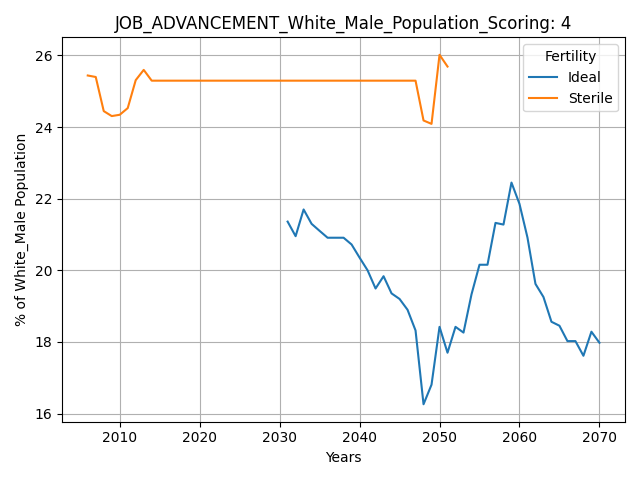 JOB_ADVANCEMENT_White_Male_Population_Scoring: 4
% of White_Male Population
26
24
22
20
18
16
Fertility
Ideal
Sterile
2010 2020 2030 2040 2050 2060 2070
Years